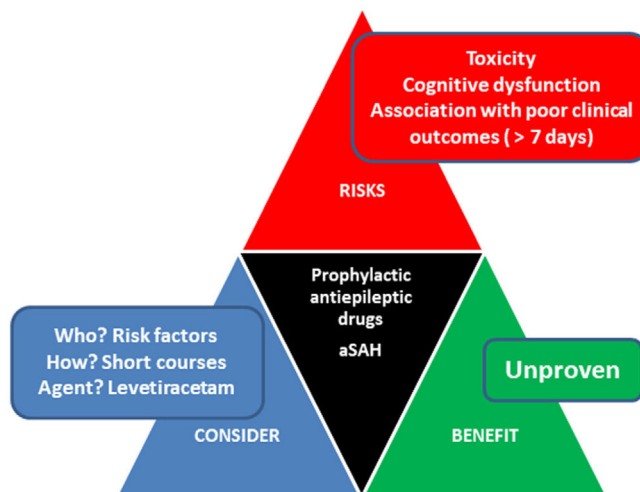 Toxicity
Cognitive dysfunction
Association with poor clinical
outcomes ( > 7 days)
RISKS
Prophylactic
antiepileptic
drugs
aSAH
Who? Risk factors
How? Short courses
Agent? Levetiracetam
CONSIDER
Unproven
BENEFIT